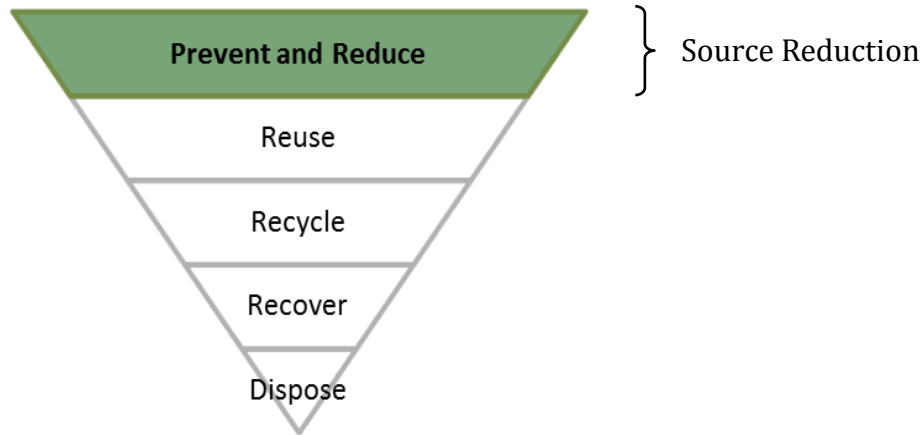 Prevent and Reduce
Source Reduction
Reuse
Recycle
Recover
Dispose